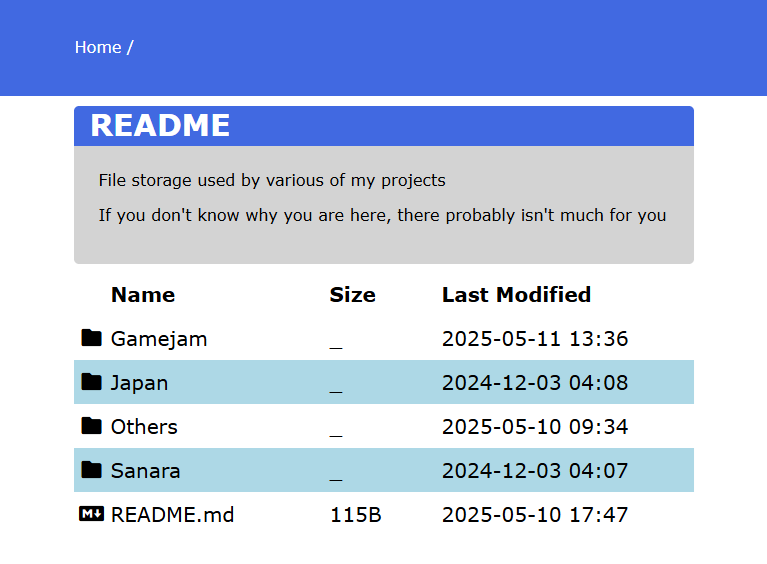 Home /
README
File storage used by various of my projects
If you don't know why you are here, there probably isn't much for you
Name Size Last Modified
Gamejam _ 2025-05-11 13:36
Japan _ 2024-12-03 04:08
Others _ 2025-05-10 09:34
Sanara _ 2024-12-03 04:07
M README.md 115B 2025-05-10 17:47